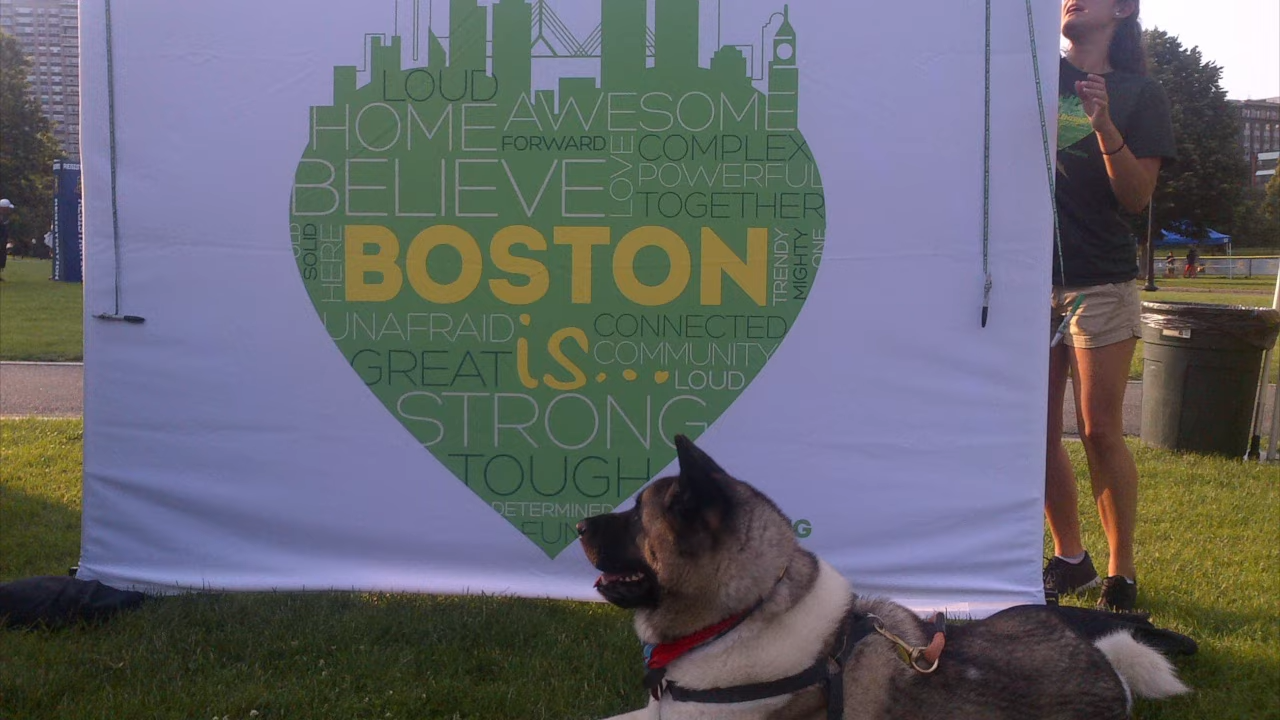 LOUD
HOME AWESOME
FORWARD
LOVE
COMPLEX
BELIEVE
POWERFUL
TOGETHER
SOLID
HERE
BOSTON
TRENDY
MIGHTY
ONE
UNAFRAID
is...
CONNECTED
GREAT
COMMUNITY
LOUD
STRONG
TOUGH
DETERMINED
FUN
G